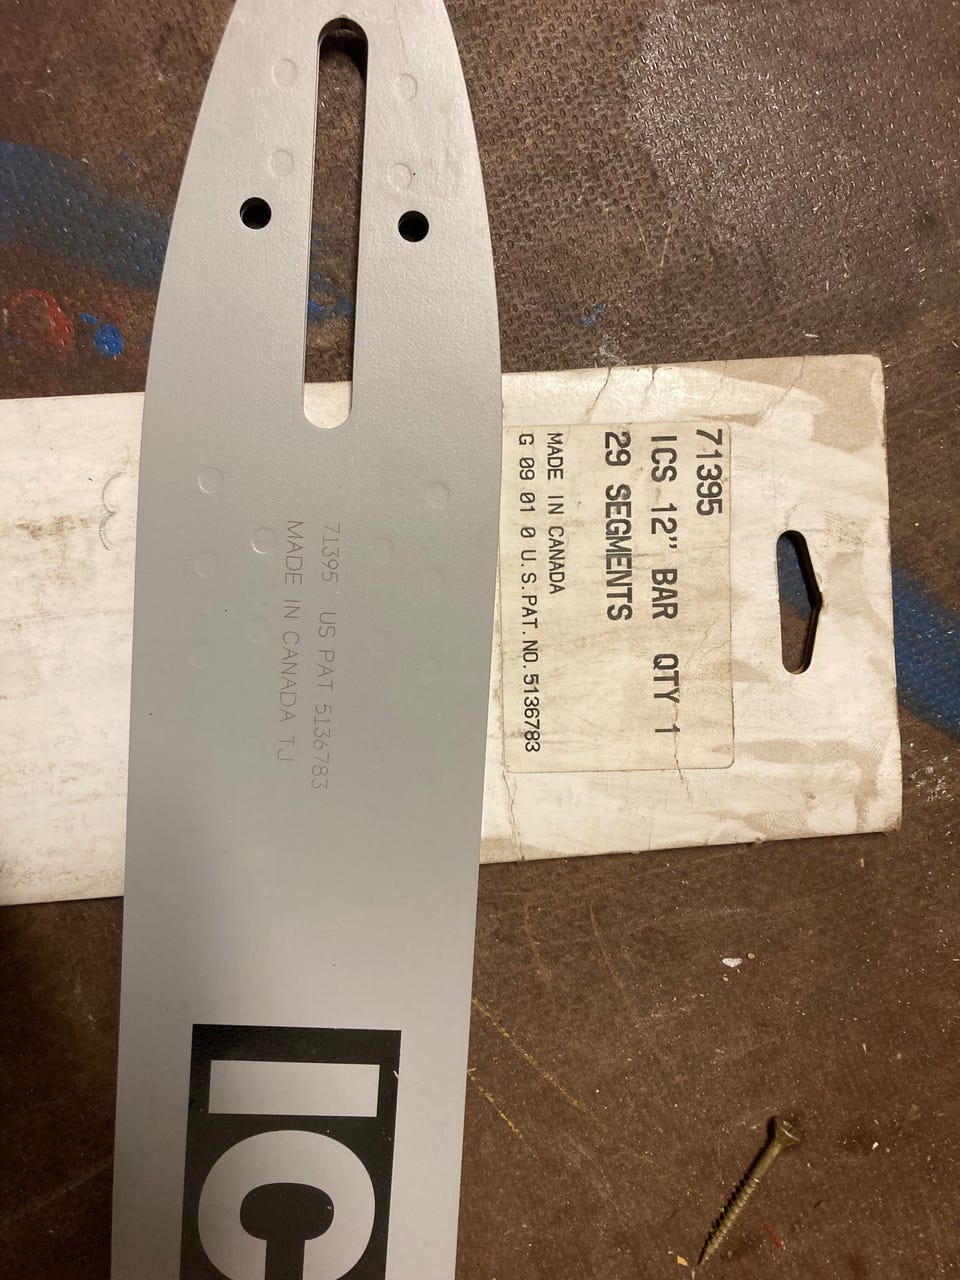 71395
ICS 12" BAR QTY 1
29 SEGMENTS
MADE IN CANADA
G 09 01 0 U.S.PAT.NO.5136783
71395 US PAT 5136783
MADE IN CANADA TJ
IC